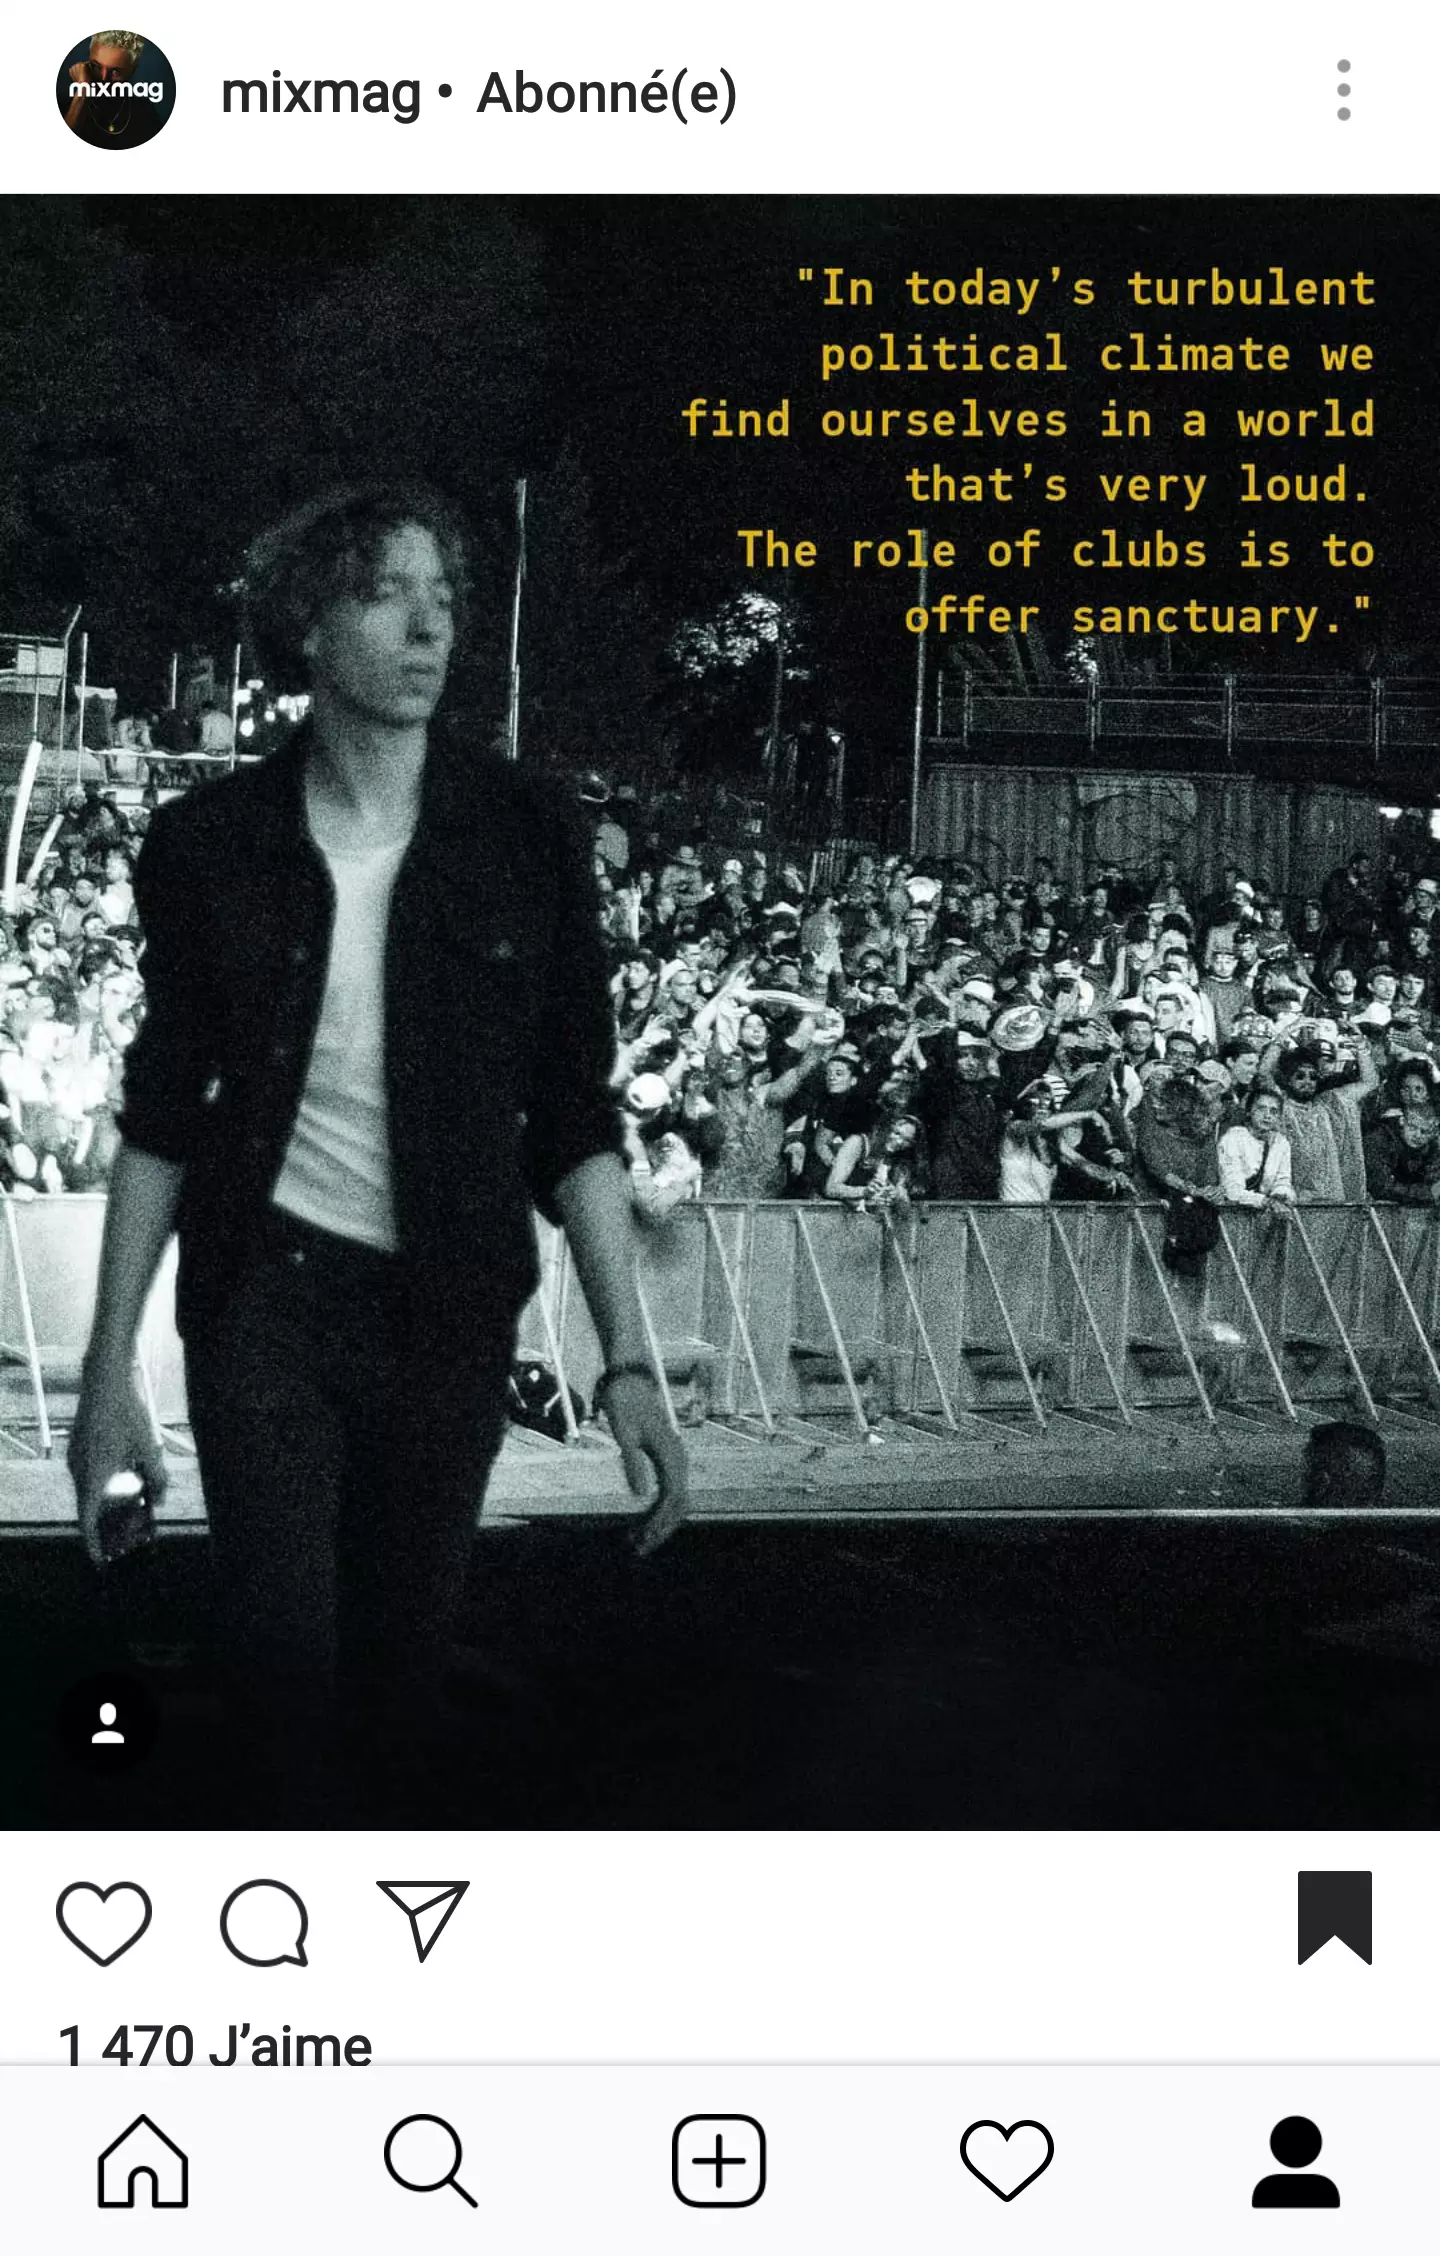 mixmag
mixmag • Abonné(e)
"In today's turbulent
political climate we
find ourselves in a world
that's very loud.
The role of clubs is to
offer sanctuary."
1 470 J'aime